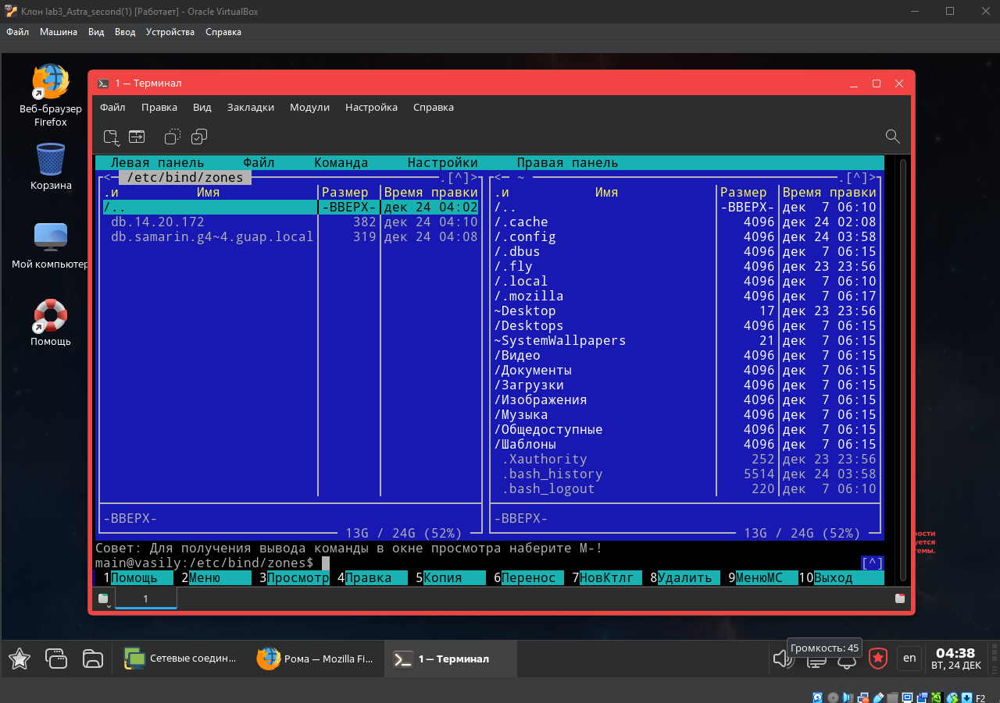 Клон lab3_Astra_second(1) [Работает] - Oracle VirtualBox
Файл Машина Вид Ввод Устройства Справка
Веб-браузер
Firefox
Корзина
Мой компьютер
Помощь
1 — Терминал
Файл Правка Вид Закладки Модули Настройка Справка
Левая панель Файл Команда Настройки Правая панель
<─ /etc/bind/zones ─.[^]>
.и Имя Размер Время правки
/.. -ВВЕРХ- дек 24 04:02
db.14.20.172 382 дек 24 04:10
db.samarin.g4~4.guap.local 319 дек 24 04:08
-ВВЕРХ-
13G / 24G (52%)
<─ ~ ─.[^]>
.и Имя Размер Время правки
/.. -ВВЕРХ- дек 7 06:10
/.cache 4096 дек 24 02:08
/.config 4096 дек 24 03:58
/.dbus 4096 дек 7 06:15
/.fly 4096 дек 23 23:56
/.local 4096 дек 7 06:10
/.mozilla 4096 дек 7 06:17
~Desktop 17 дек 23 23:56
/Desktops 4096 дек 7 06:15
~SystemWallpapers 21 дек 7 06:15
/Видео 4096 дек 7 06:15
/Документы 4096 дек 7 06:15
/Загрузки 4096 дек 7 06:15
/Изображения 4096 дек 7 06:15
/Музыка 4096 дек 7 06:15
/Общедоступные 4096 дек 7 06:15
/Шаблоны 4096 дек 7 06:15
.Xauthority 252 дек 23 23:56
.bash_history 5514 дек 24 03:58
.bash_logout 220 дек 7 06:10
-ВВЕРХ-
13G / 24G (52%)
Совет: Для получения вывода команды в окне просмотра наберите M-!
main@vasily:/etc/bind/zones$
[^]
1Помощь 2Меню 3Просмотр 4Правка 5Копия 6Перенос 7НовКтлг 8Удалить 9МенюМС 10Выход
1
Сетевые соедин... Рома — Mozilla Fi... 1 — Терминал
Громкость: 45
en
04:38
ВТ, 24 ДЕК
F2